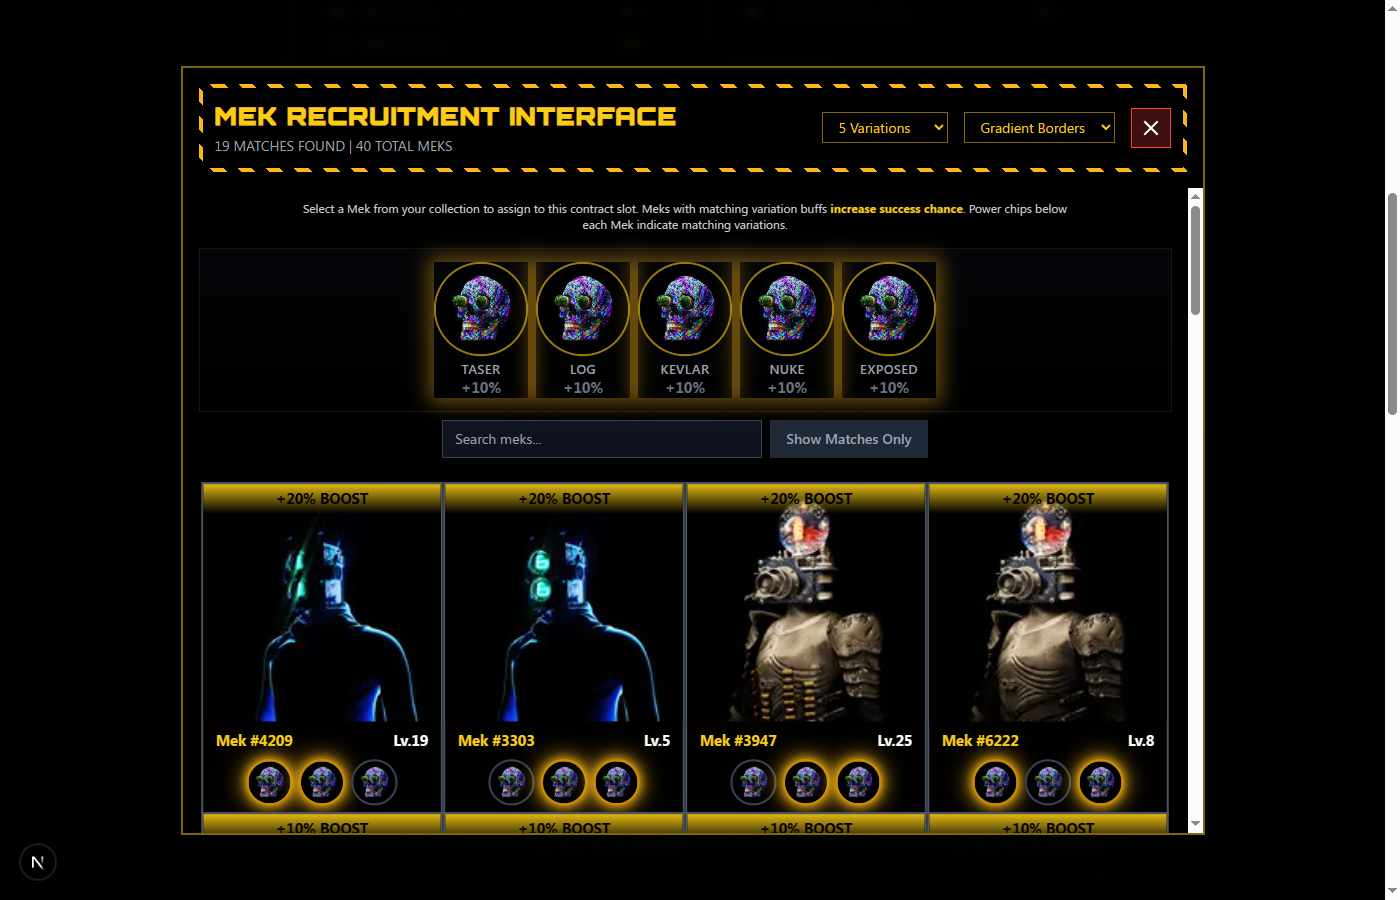 MEK RECRUITMENT INTERFACE
19 MATCHES FOUND | 40 TOTAL MEKS
5 Variations
Gradient Borders
Select a Mek from your collection to assign to this contract slot. Meks with matching variation buffs increase success chance. Power chips below
each Mek indicate matching variations.
TASER
+10%
LOG
+10%
KEVLAR
+10%
NUKE
+10%
EXPOSED
+10%
Search meks...
Show Matches Only
+20% BOOST
+20% BOOST
+20% BOOST
+20% BOOST
Mek #4209
Lv.19
Mek #3303
Lv.5
Mek #3947
Lv.25
Mek #6222
Lv.8
+10% BOOST
+10% BOOST
+10% BOOST
+10% BOOST
N